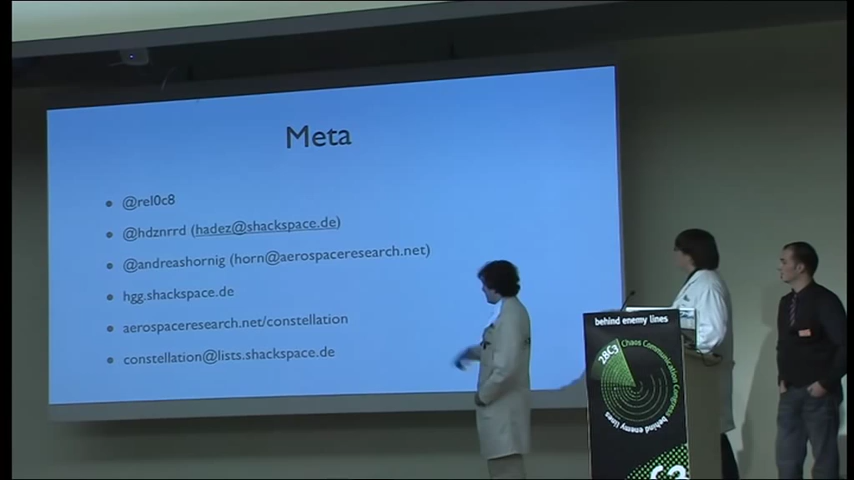 Meta
@rel0c8
@hdznrrd (hadez@shackspace.de)
@andreashornig (horn@aerospaceresearch.net)
hgg.shackspace.de
aerospaceresearch.net/constellation
constellation@lists.shackspace.de
behind enemy lines
28C3 Chaos Communication Congress
behind enemy lines